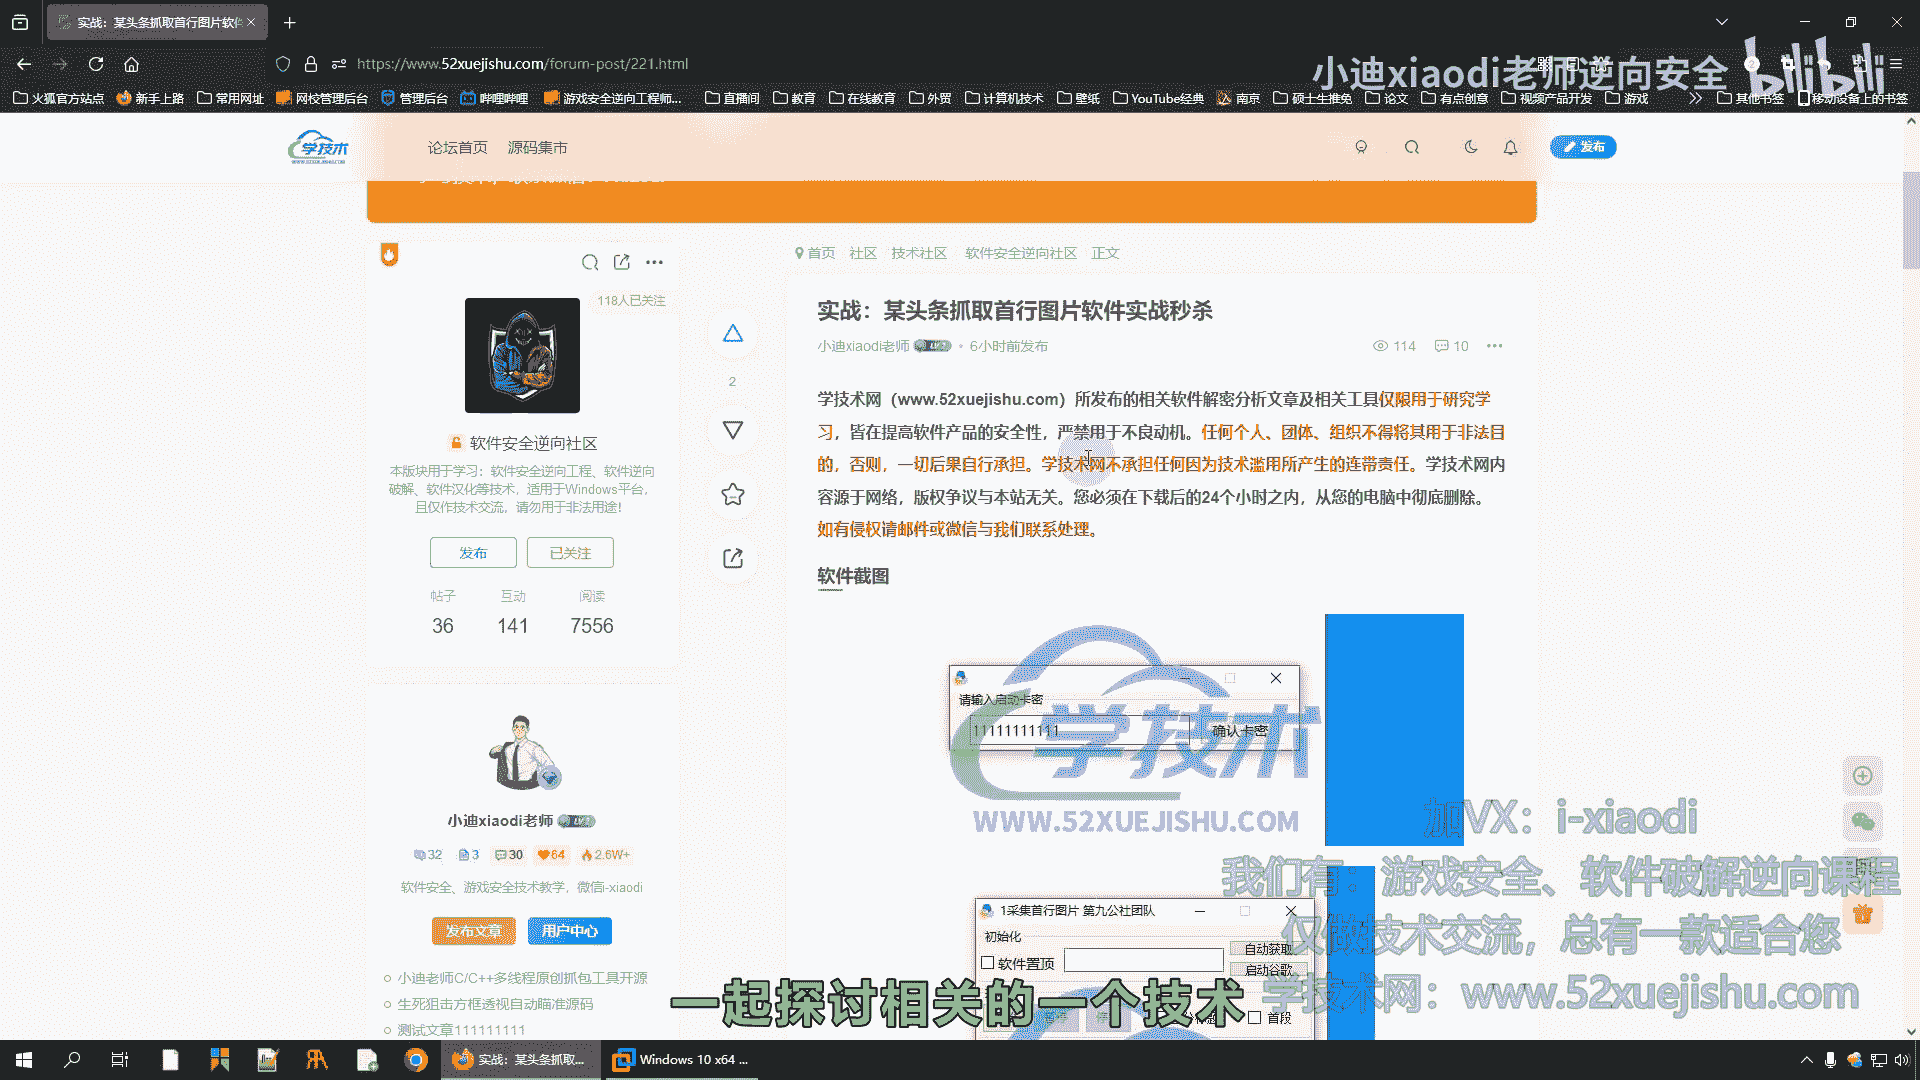 实战：某头条抓取首行图片软件
https://www.52xuejishu.com/forum-post/221.html
小迪xiaodi老师逆向安全 bilibili
火狐官方站点 新手上路 常用网址 网校管理后台 管理后台 哔哩哔哩 游戏安全逆向工程师... 直播间 教育 在线教育 外贸 计算机技术 壁纸 YouTube经典 南京 硕士生推免 论文 有点创意 视频产品开发 游戏 其他书签 移动设备上的书签
学技术
论坛首页 源码集市
发布
首页 社区 技术社区 软件安全逆向社区 正文
118人已关注
实战：某头条抓取首行图片软件实战秒杀
小迪xiaodi老师 • 6小时前发布
114 10
2
学技术网（www.52xuejishu.com）所发布的相关软件解密分析文章及相关工具仅限用于研究学
习，皆在提高软件产品的安全性，严禁用于不良动机。任何个人、团体、组织不得将其用于非法目
的，否则，一切后果自行承担。学技术网不承担任何因为技术滥用所产生的连带责任。学技术网内
容源于网络，版权争议与本站无关。您必须在下载后的24个小时之内，从您的电脑中彻底删除。
如有侵权请邮件或微信与我们联系处理。
软件安全逆向社区
本版块用于学习：软件安全逆向工程、软件逆向
破解、软件汉化等技术，适用于Windows平台，
且仅作技术交流，请勿用于非法用途！
发布 已关注
帖子 互动 阅读
36 141 7556
软件截图
请输入启动卡密
11111111111
确认卡密
学技术
WWW.52XUEJISHU.COM
小迪xiaodi老师
32 3 30 64 2.6W+
软件安全、游戏安全技术教学，微信i-xiaodi
发布文章 用户中心
小迪老师C/C++多线程原创抓包工具开源
生死狙击方框透视自动瞄准源码
测试文章111111111
1采集首行图片 第九公社团队
初始化
软件置顶
自动获取
启动谷歌
首段
加VX：i-xiaodi
我们有：游戏安全、软件破解逆向课程
仅做技术交流，总有一款适合您
学技术网：www.52xuejishu.com
一起探讨相关的一个技术
实战：某头条抓取...
Windows 10 x64 ...